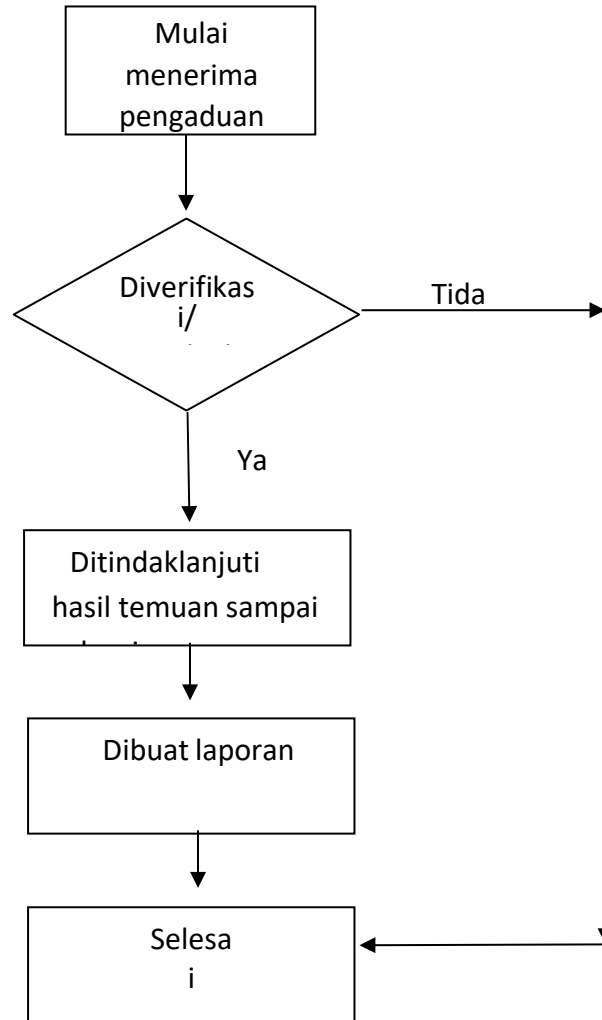 Mulai
menerima
pengaduan
Diverifikas
i/
Tida
Ya
Ditindaklanjuti
hasil temuan sampai
Dibuat laporan
Selesa
i